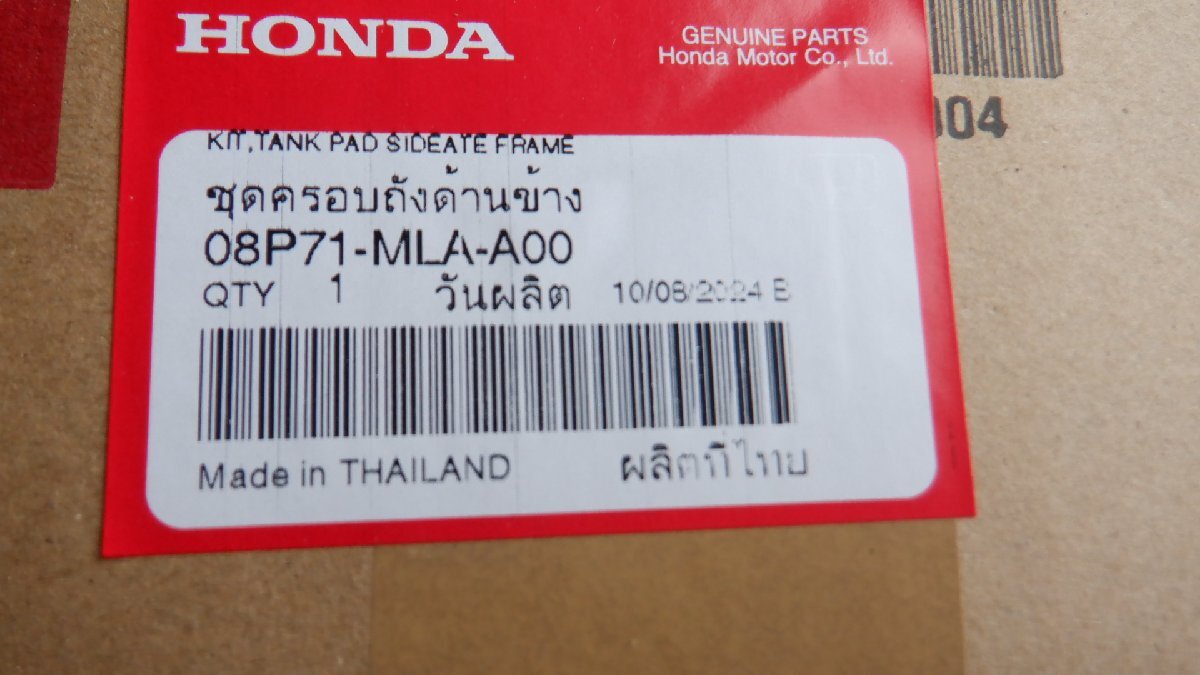 HONDA
GENUINE PARTS
Honda Motor Co., Ltd.
004
KIT,TANK PAD SIDEATE FRAME
ชุดครอบถังด้านข้าง
08P71-MLA-A00
QTY 1 วันผลิต 10/08/2024 B
Made in THAILAND ผลิตที่ไทย